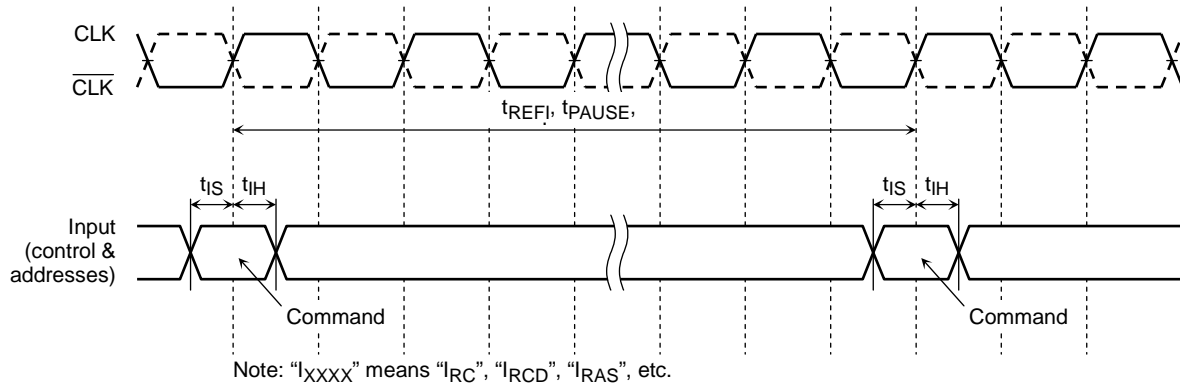 CLK
CLK
tREFI, tPAUSE,
tIS tIH tIS tIH
Input
(control &
addresses)
Command Command
Note: “IXXXX” means “IRC”, “IRCD”, “IRAS”, etc.